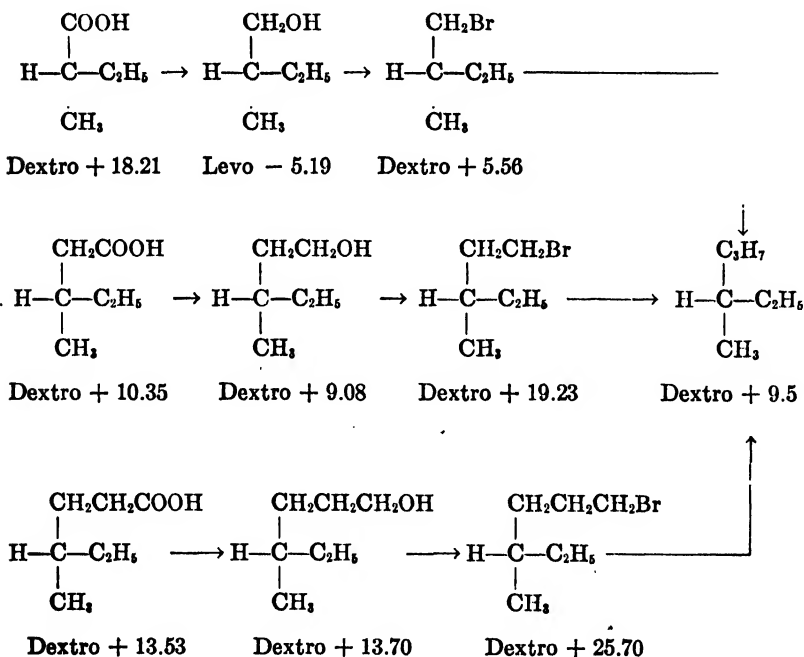 COOH CH₂OH CH₂Br
H—C—C₂H₅ → H—C—C₂H₅ → H—C—C₂H₅
CH₃ CH₃ CH₃
Dextro + 18.21 Levo − 5.19 Dextro + 5.56
CH₂COOH CH₂CH₂OH CH₂CH₂Br C₃H₇
H—C—C₂H₅ → H—C—C₂H₅ → H—C—C₂H₅ → H—C—C₂H₅
CH₃ CH₃ CH₃ CH₃
Dextro + 10.35 Dextro + 9.08 Dextro + 19.23 Dextro + 9.5
CH₂CH₂COOH CH₂CH₂CH₂OH CH₂CH₂CH₂Br
H—C—C₂H₅ → H—C—C₂H₅ → H—C—C₂H₅
CH₃ CH₃ CH₃
Dextro + 13.53 Dextro + 13.70 Dextro + 25.70